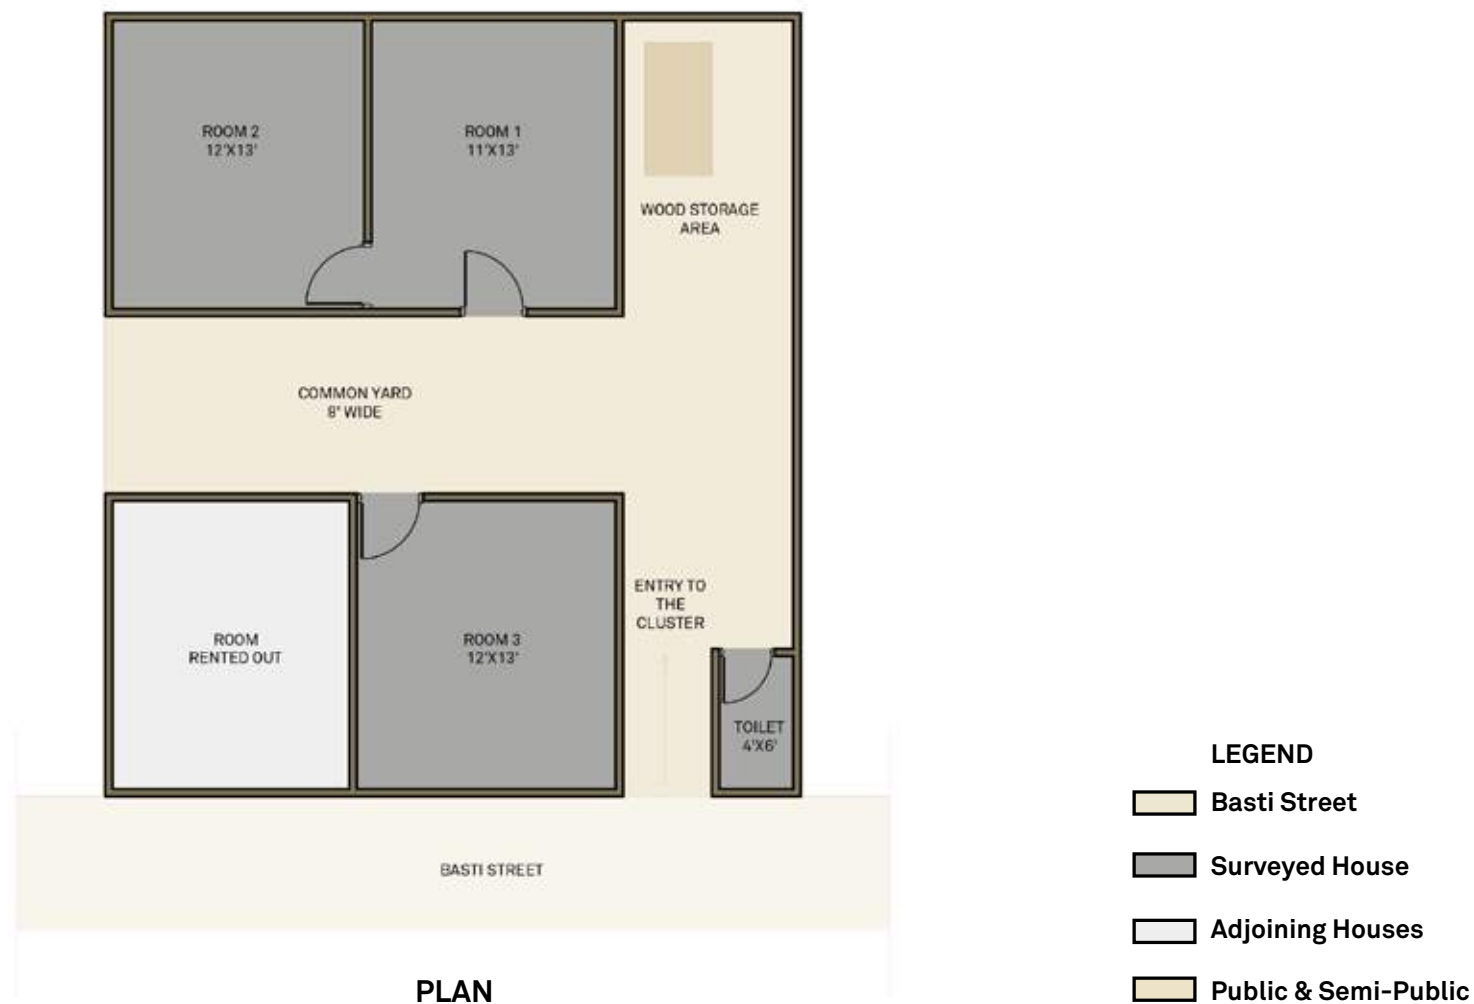 ROOM 2
12'X13'
ROOM 1
11'X13'
WOOD STORAGE
AREA
COMMON YARD
8' WIDE
ENTRY TO
THE
CLUSTER
ROOM
RENTED OUT
ROOM 3
12'X13'
TOILET
4'X6'
BASTI STREET
PLAN
LEGEND
Basti Street
Surveyed House
Adjoining Houses
Public & Semi-Public